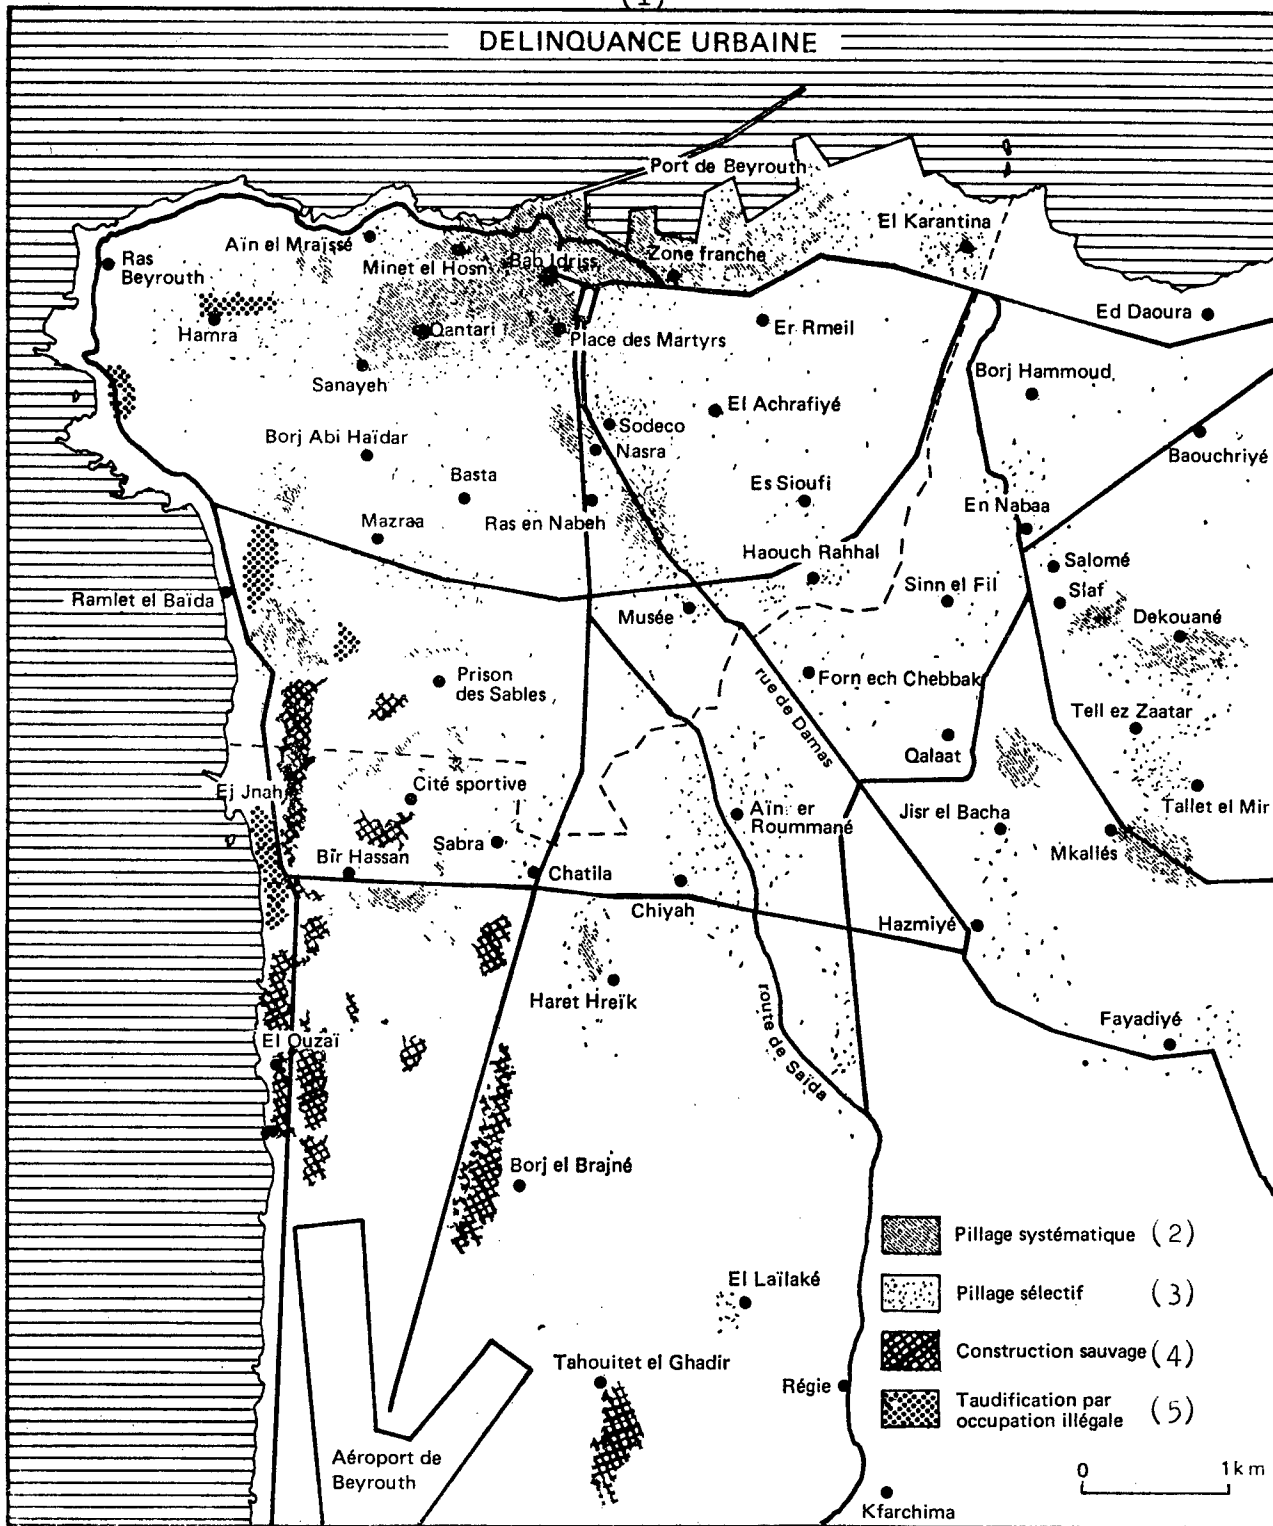 (1)
DELINQUANCE URBAINE
Port de Beyrouth
El Karantina
Aïn el Mraïssé
Ras
Beyrouth
Minet el Hosn
Bab Idriss
Zone franche
Ed Daoura
Hamra
Qantari
Place des Martyrs
Er Rmeil
Sanayeh
Borj Hammoud
El Achrafiyé
Sodeco
Borj Abi Haïdar
Nasra
Baouchriyé
Basta
Es Sioufi
Ras en Nabeh
En Nabaa
Mazraa
Haouch Rahhal
Salomé
Sinn el Fil
Slaf
Ramlet el Baïda
Musée
Dekouané
Prison
des Sables
Forn ech Chebbak
rue de Damas
Tell ez Zaatar
Qalaat
Ej Jnah
Cité sportive
Aïn er
Roummané
Jisr el Bacha
Tallet el Mir
Sabra
Mkallés
Bir Hassan
Chatila
Chiyah
Hazmiyé
Haret Hreïk
route de Saïda
Fayadiyé
El Ouzaï
Borj el Brajné
Pillage systématique (2)
El Laïlaké
Pillage sélectif (3)
Construction sauvage (4)
Tahouitet el Ghadir
Régie
Taudification par
occupation illégale (5)
Aéroport de
Beyrouth
0 1km
Kfarchima